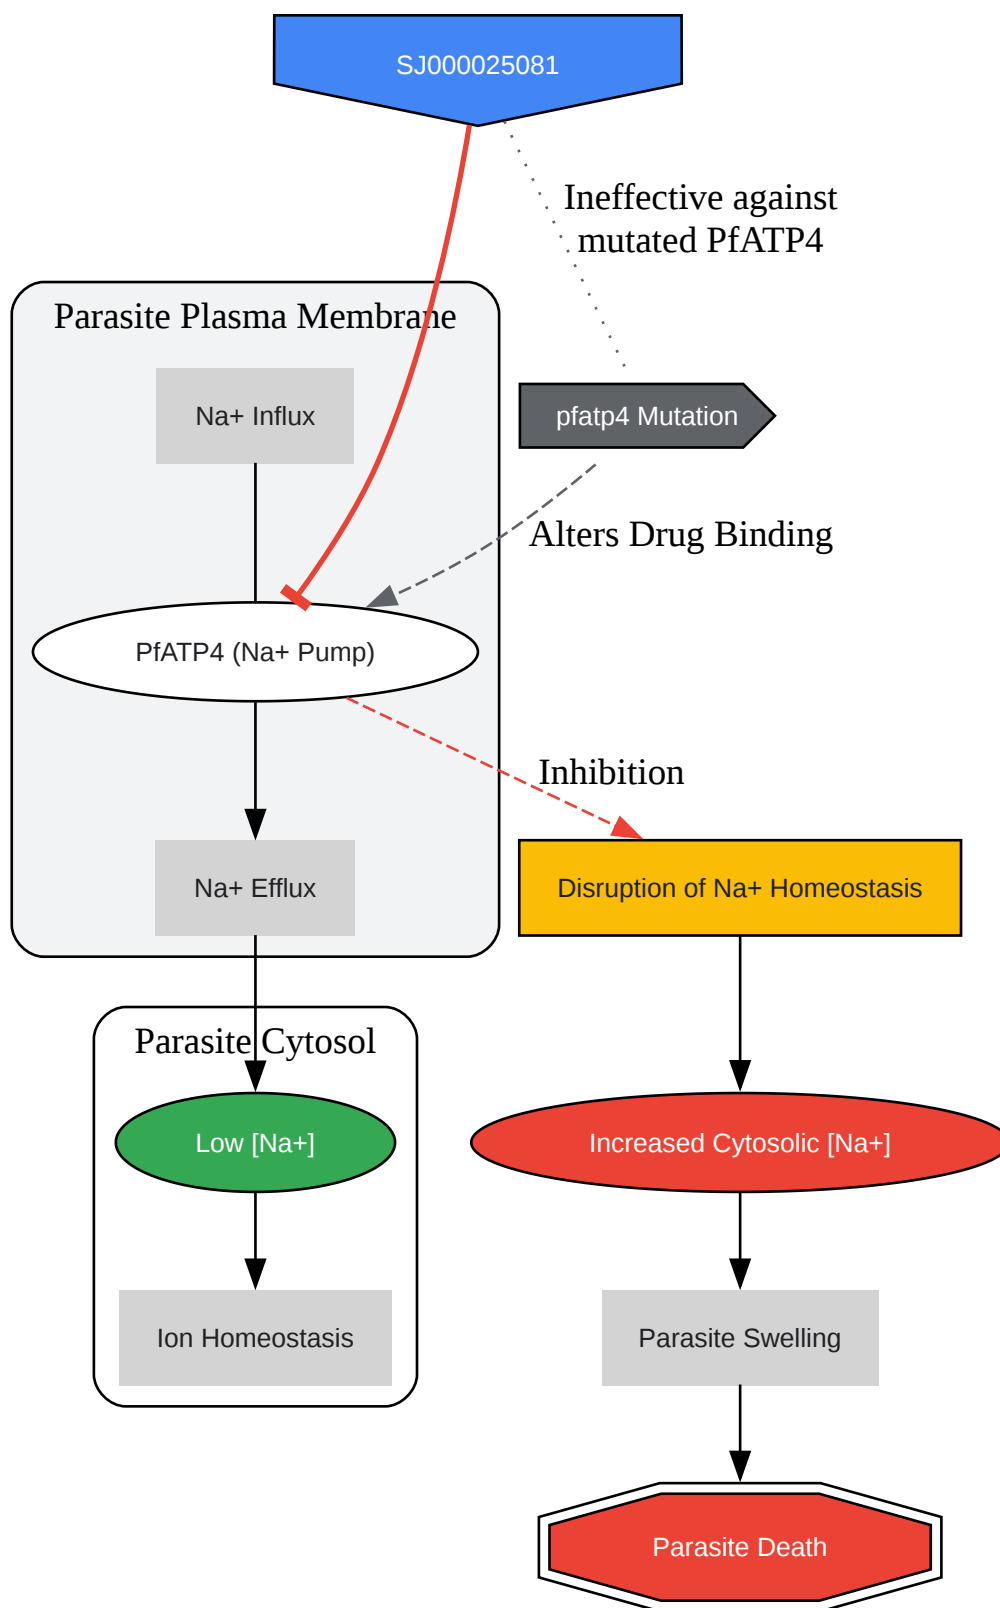 SJ000025081
Ineffective against
mutated PfATP4
Parasite Plasma Membrane
Na+ Influx
pfatp4 Mutation
Alters Drug Binding
PfATP4 (Na+ Pump)
Inhibition
Na+ Efflux
Disruption of Na+ Homeostasis
Parasite Cytosol
Low [Na+]
Increased Cytosolic [Na+]
Ion Homeostasis
Parasite Swelling
Parasite Death